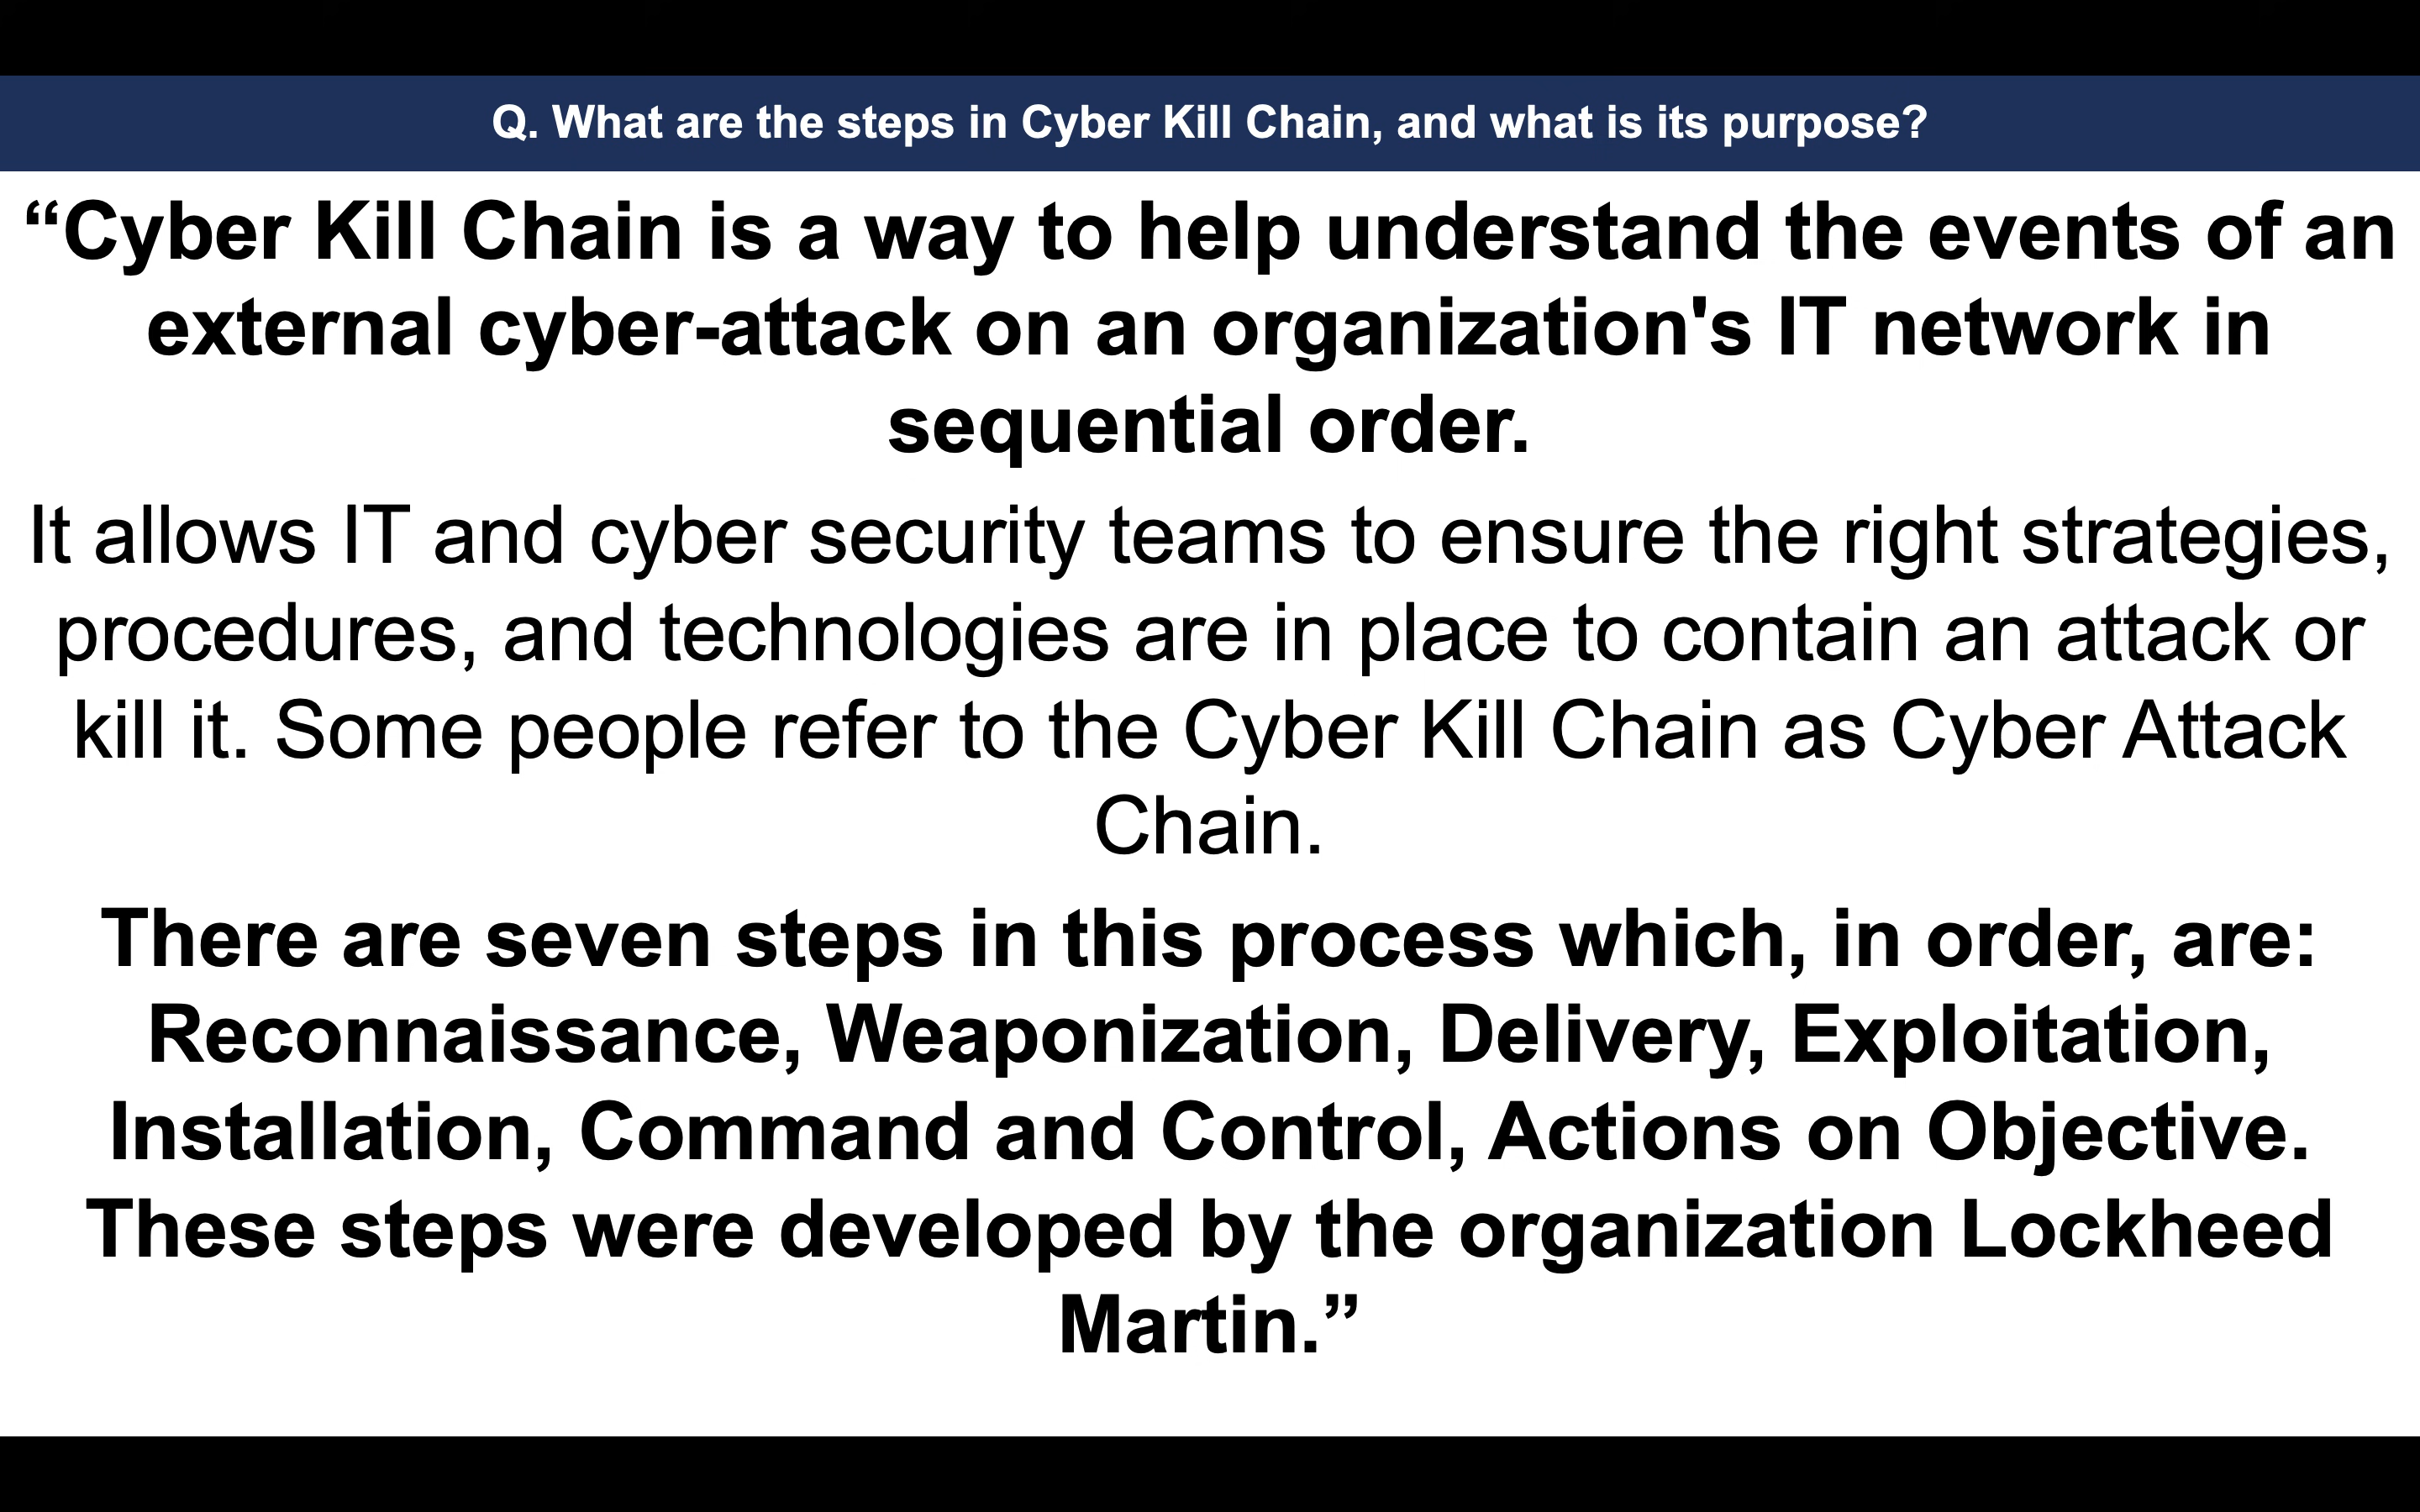 Q. What are the steps in Cyber Kill Chain, and what is its purpose?
“Cyber Kill Chain is a way to help understand the events of an
external cyber-attack on an organization's IT network in
sequential order.
It allows IT and cyber security teams to ensure the right strategies,
procedures, and technologies are in place to contain an attack or
kill it. Some people refer to the Cyber Kill Chain as Cyber Attack
Chain.
There are seven steps in this process which, in order, are:
Reconnaissance, Weaponization, Delivery, Exploitation,
Installation, Command and Control, Actions on Objective.
These steps were developed by the organization Lockheed
Martin.”